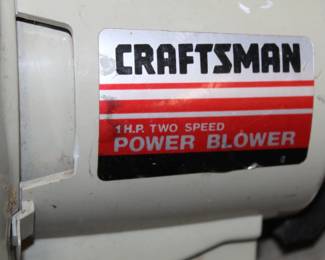 CRAFTSMAN
1 H.P. TWO SPEED
POWER BLOWER